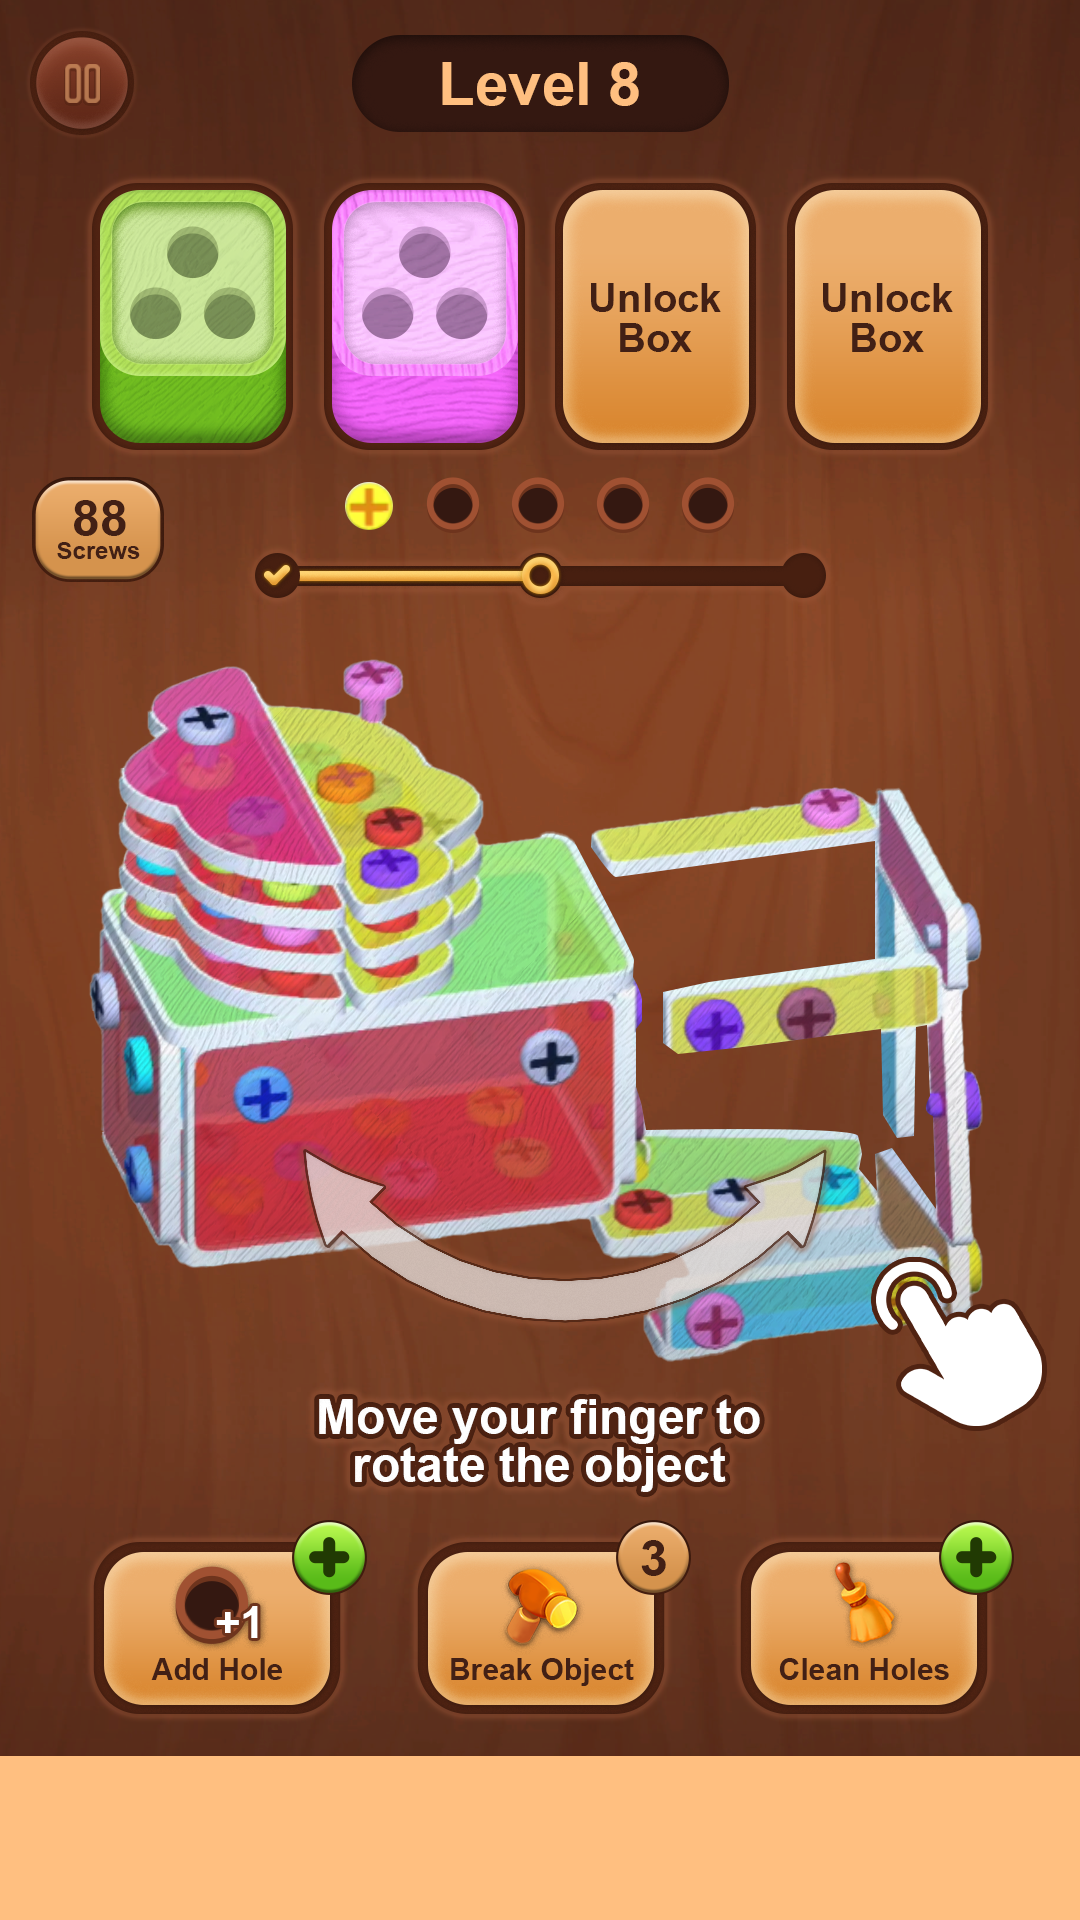 Level 8
Unlock
Box
Unlock
Box
88
Screws
Move your finger to
rotate the object
3
+1
Add Hole
Break Object
Clean Holes